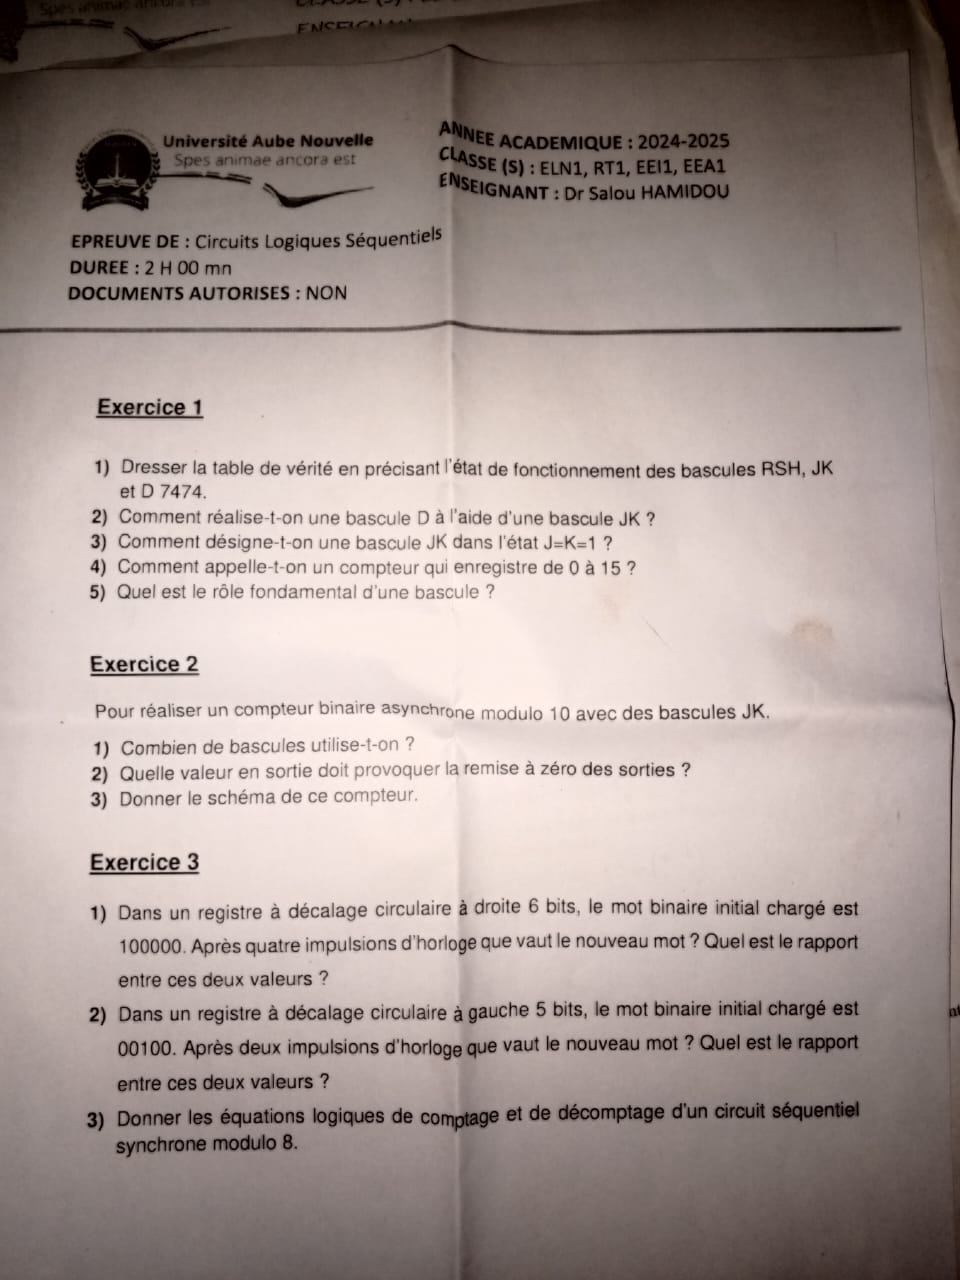 Spes animae ancora est
ENSEIGNANT
Université Aube Nouvelle
Spes animae ancora est
ANNEE ACADEMIQUE : 2024-2025
CLASSE (S) : ELN1, RT1, EEI1, EEA1
ENSEIGNANT : Dr Salou HAMIDOU
EPREUVE DE : Circuits Logiques Séquentiels
DUREE : 2 H 00 mn
DOCUMENTS AUTORISES : NON
Exercice 1
1) Dresser la table de vérité en précisant l'état de fonctionnement des bascules RSH, JK
et D 7474.
2) Comment réalise-t-on une bascule D à l'aide d'une bascule JK ?
3) Comment désigne-t-on une bascule JK dans l'état J=K=1 ?
4) Comment appelle-t-on un compteur qui enregistre de 0 à 15 ?
5) Quel est le rôle fondamental d'une bascule ?
Exercice 2
Pour réaliser un compteur binaire asynchrone modulo 10 avec des bascules JK.
1) Combien de bascules utilise-t-on ?
2) Quelle valeur en sortie doit provoquer la remise à zéro des sorties ?
3) Donner le schéma de ce compteur.
Exercice 3
1) Dans un registre à décalage circulaire à droite 6 bits, le mot binaire initial chargé est
100000. Après quatre impulsions d'horloge que vaut le nouveau mot ? Quel est le rapport
entre ces deux valeurs ?
2) Dans un registre à décalage circulaire à gauche 5 bits, le mot binaire initial chargé est
00100. Après deux impulsions d'horloge que vaut le nouveau mot ? Quel est le rapport
entre ces deux valeurs ?
3) Donner les équations logiques de comptage et de décomptage d'un circuit séquentiel
synchrone modulo 8.